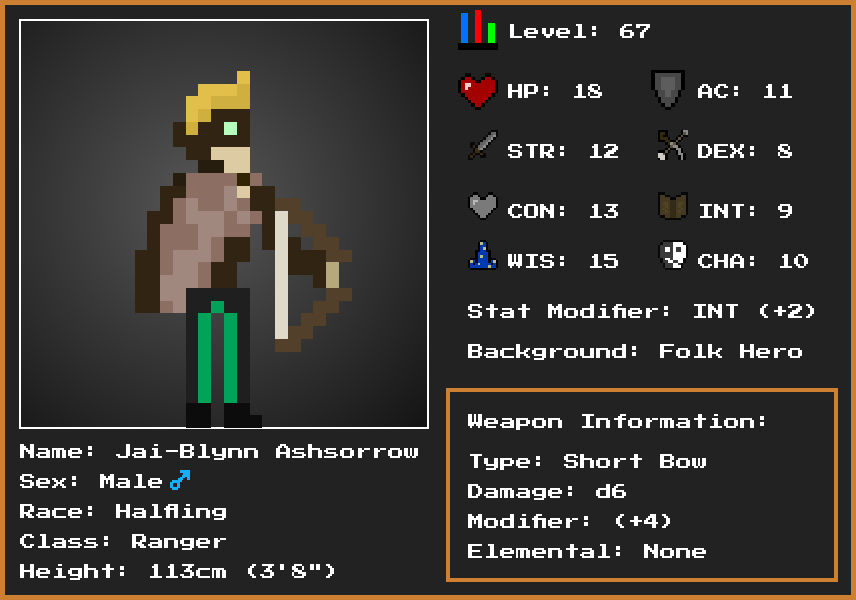 Level: 67
HP: 18 AC: 11
STR: 12 DEX: 8
CON: 13 INT: 9
WIS: 15 CHA: 10
Stat Modifier: INT (+2)
Background: Folk Hero
Weapon Information:
Type: Short Bow
Damage: d6
Modifier: (+4)
Elemental: None
Name: Jai-Blynn Ashsorrow
Sex: Male ♂
Race: Halfling
Class: Ranger
Height: 113cm (3'8")